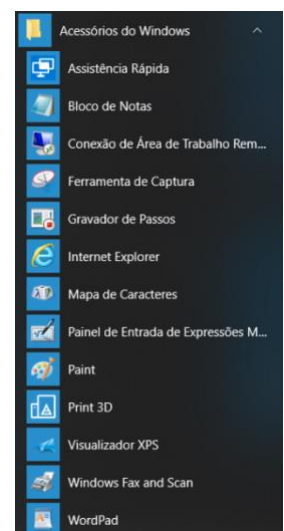 Acessórios do Windows
Assistência Rápida
Bloco de Notas
Conexão de Área de Trabalho Rem...
Ferramenta de Captura
Gravador de Passos
Internet Explorer
Mapa de Caracteres
Painel de Entrada de Expressões M...
Paint
Print 3D
Visualizador XPS
Windows Fax and Scan
WordPad